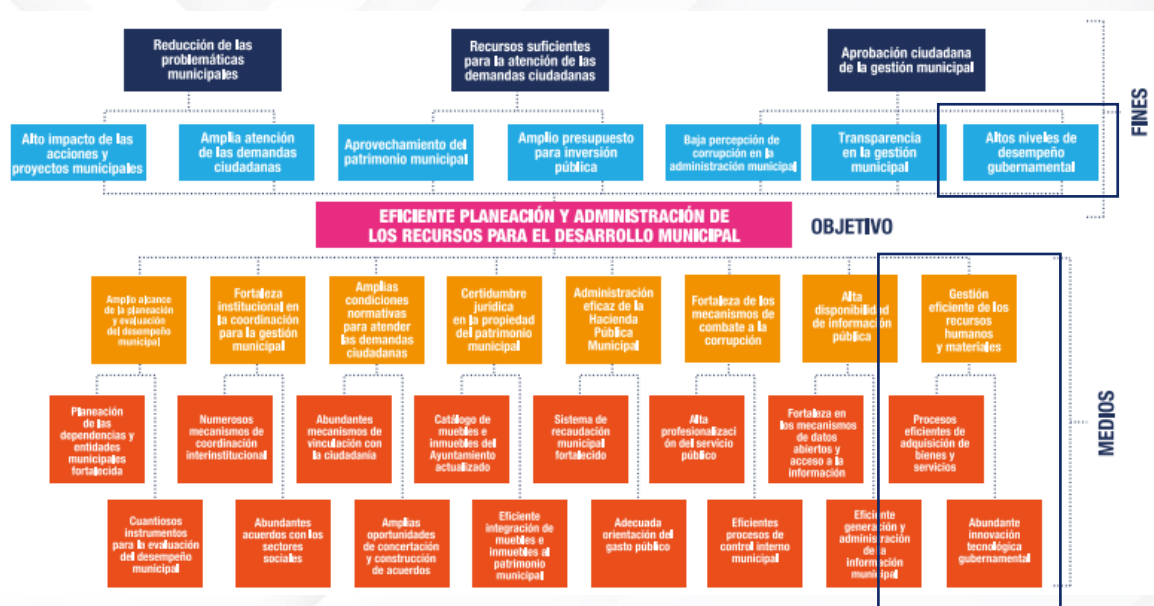 Reducción de las
problemáticas
municipales
Recursos suficientes
para la atención de las
demandas ciudadanas
Aprobación ciudadana
de la gestión municipal
FINES
Alto impacto de las
acciones y
proyectos municipales
Amplia atención
de las demandas
ciudadanas
Aprovechamiento del
patrimonio municipal
Amplio presupuesto
para inversión
pública
Baja percepción de
corrupción en la
administración municipal
Transparencia
en la gestión
municipal
Altos niveles de
desempeño
gubernamental
EFICIENTE PLANEACIÓN Y ADMINISTRACIÓN DE
LOS RECURSOS PARA EL DESARROLLO MUNICIPAL
OBJETIVO
Amplio alcance
de la planeación
y evaluación
del desempeño
municipal
Fortaleza
institucional en
la coordinación
para la gestión
municipal
Amplias
condiciones
normativas
para atender
las demandas
ciudadanas
Certidumbre
jurídica
en la propiedad
del patrimonio
municipal
Administración
eficaz de la
Hacienda
Pública
Municipal
Fortaleza de los
mecanismos de
combate a la
corrupción
Alta
disponibilidad
de información
pública
Gestión
eficiente de los
recursos
humanos
y materiales
MEDIOS
Planeación
de las
dependencias y
entidades
municipales
fortalecida
Numerosos
mecanismos de
coordinación
interinstitucional
Abundantes
mecanismos de
vinculación con
la ciudadanía
Catálogo de
muebles e
inmuebles del
Ayuntamiento
actualizado
Sistema de
recaudación
municipal
fortalecido
Alta
profesionalizaci
ón del servicio
público
Fortaleza en
los mecanismos
de datos
abiertos y
acceso a la
información
Procesos
eficientes de
adquisición de
bienes y
servicios
Cuantiosos
instrumentos
para la evaluación
del desempeño
municipal
Abundantes
acuerdos con los
sectores
sociales
Amplias
oportunidades
de concertación
y construcción
de acuerdos
Eficiente
integración de
muebles e
inmuebles al
patrimonio
municipal
Adecuada
orientación del
gasto público
Eficientes
procesos de
control interno
municipal
Eficiente
generación y
administración
de la
información
municipal
Abundante
innovación
tecnológica
gubernamental